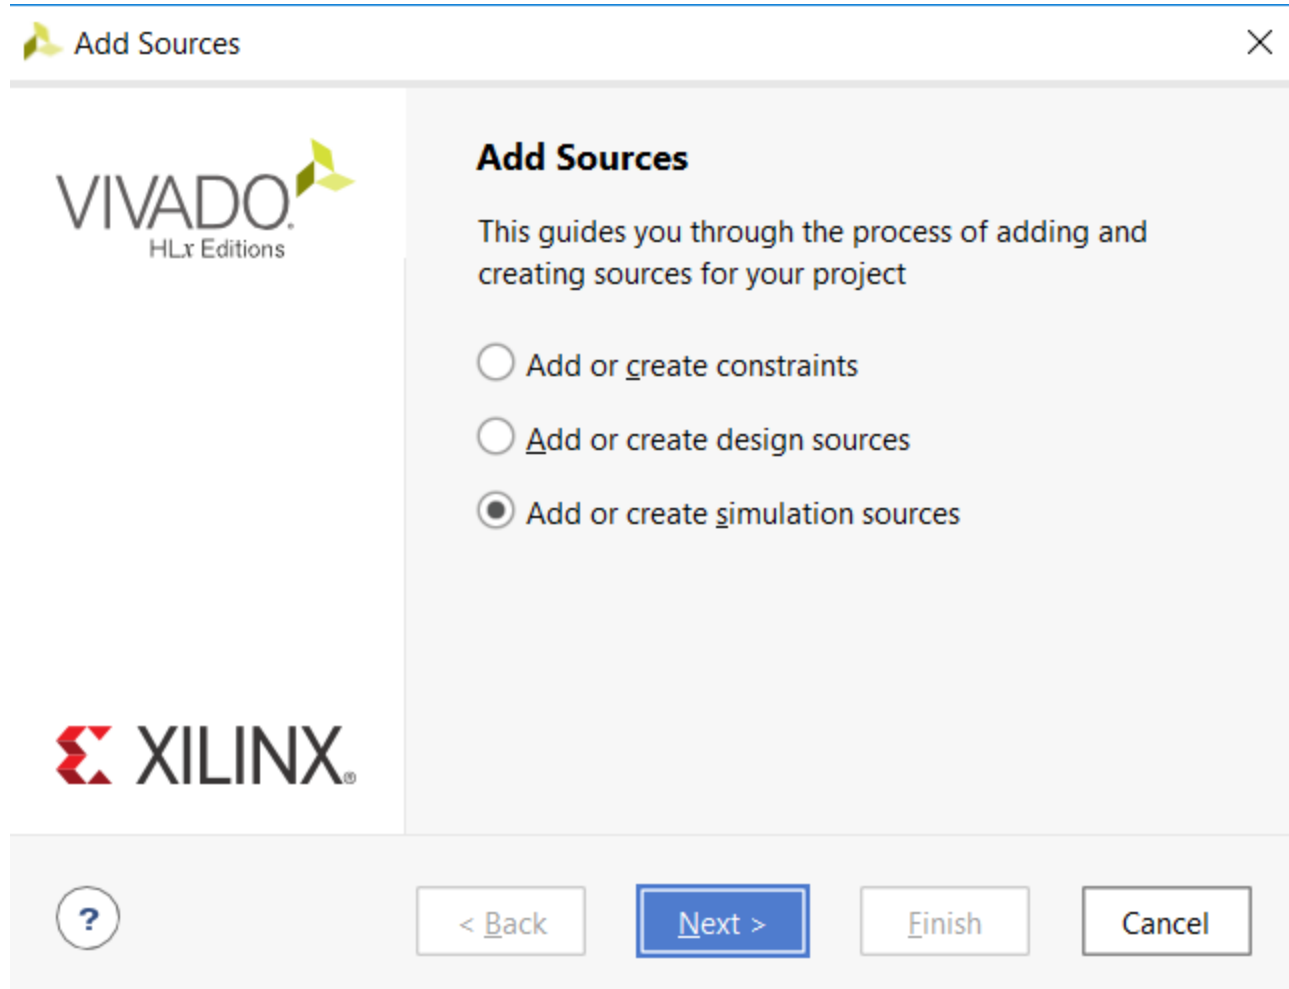 Add Sources
VIVADO.
HLx Editions
Add Sources
This guides you through the process of adding and
creating sources for your project
Add or create constraints
Add or create design sources
Add or create simulation sources
XILINX®
?
< Back
Next >
Finish
Cancel